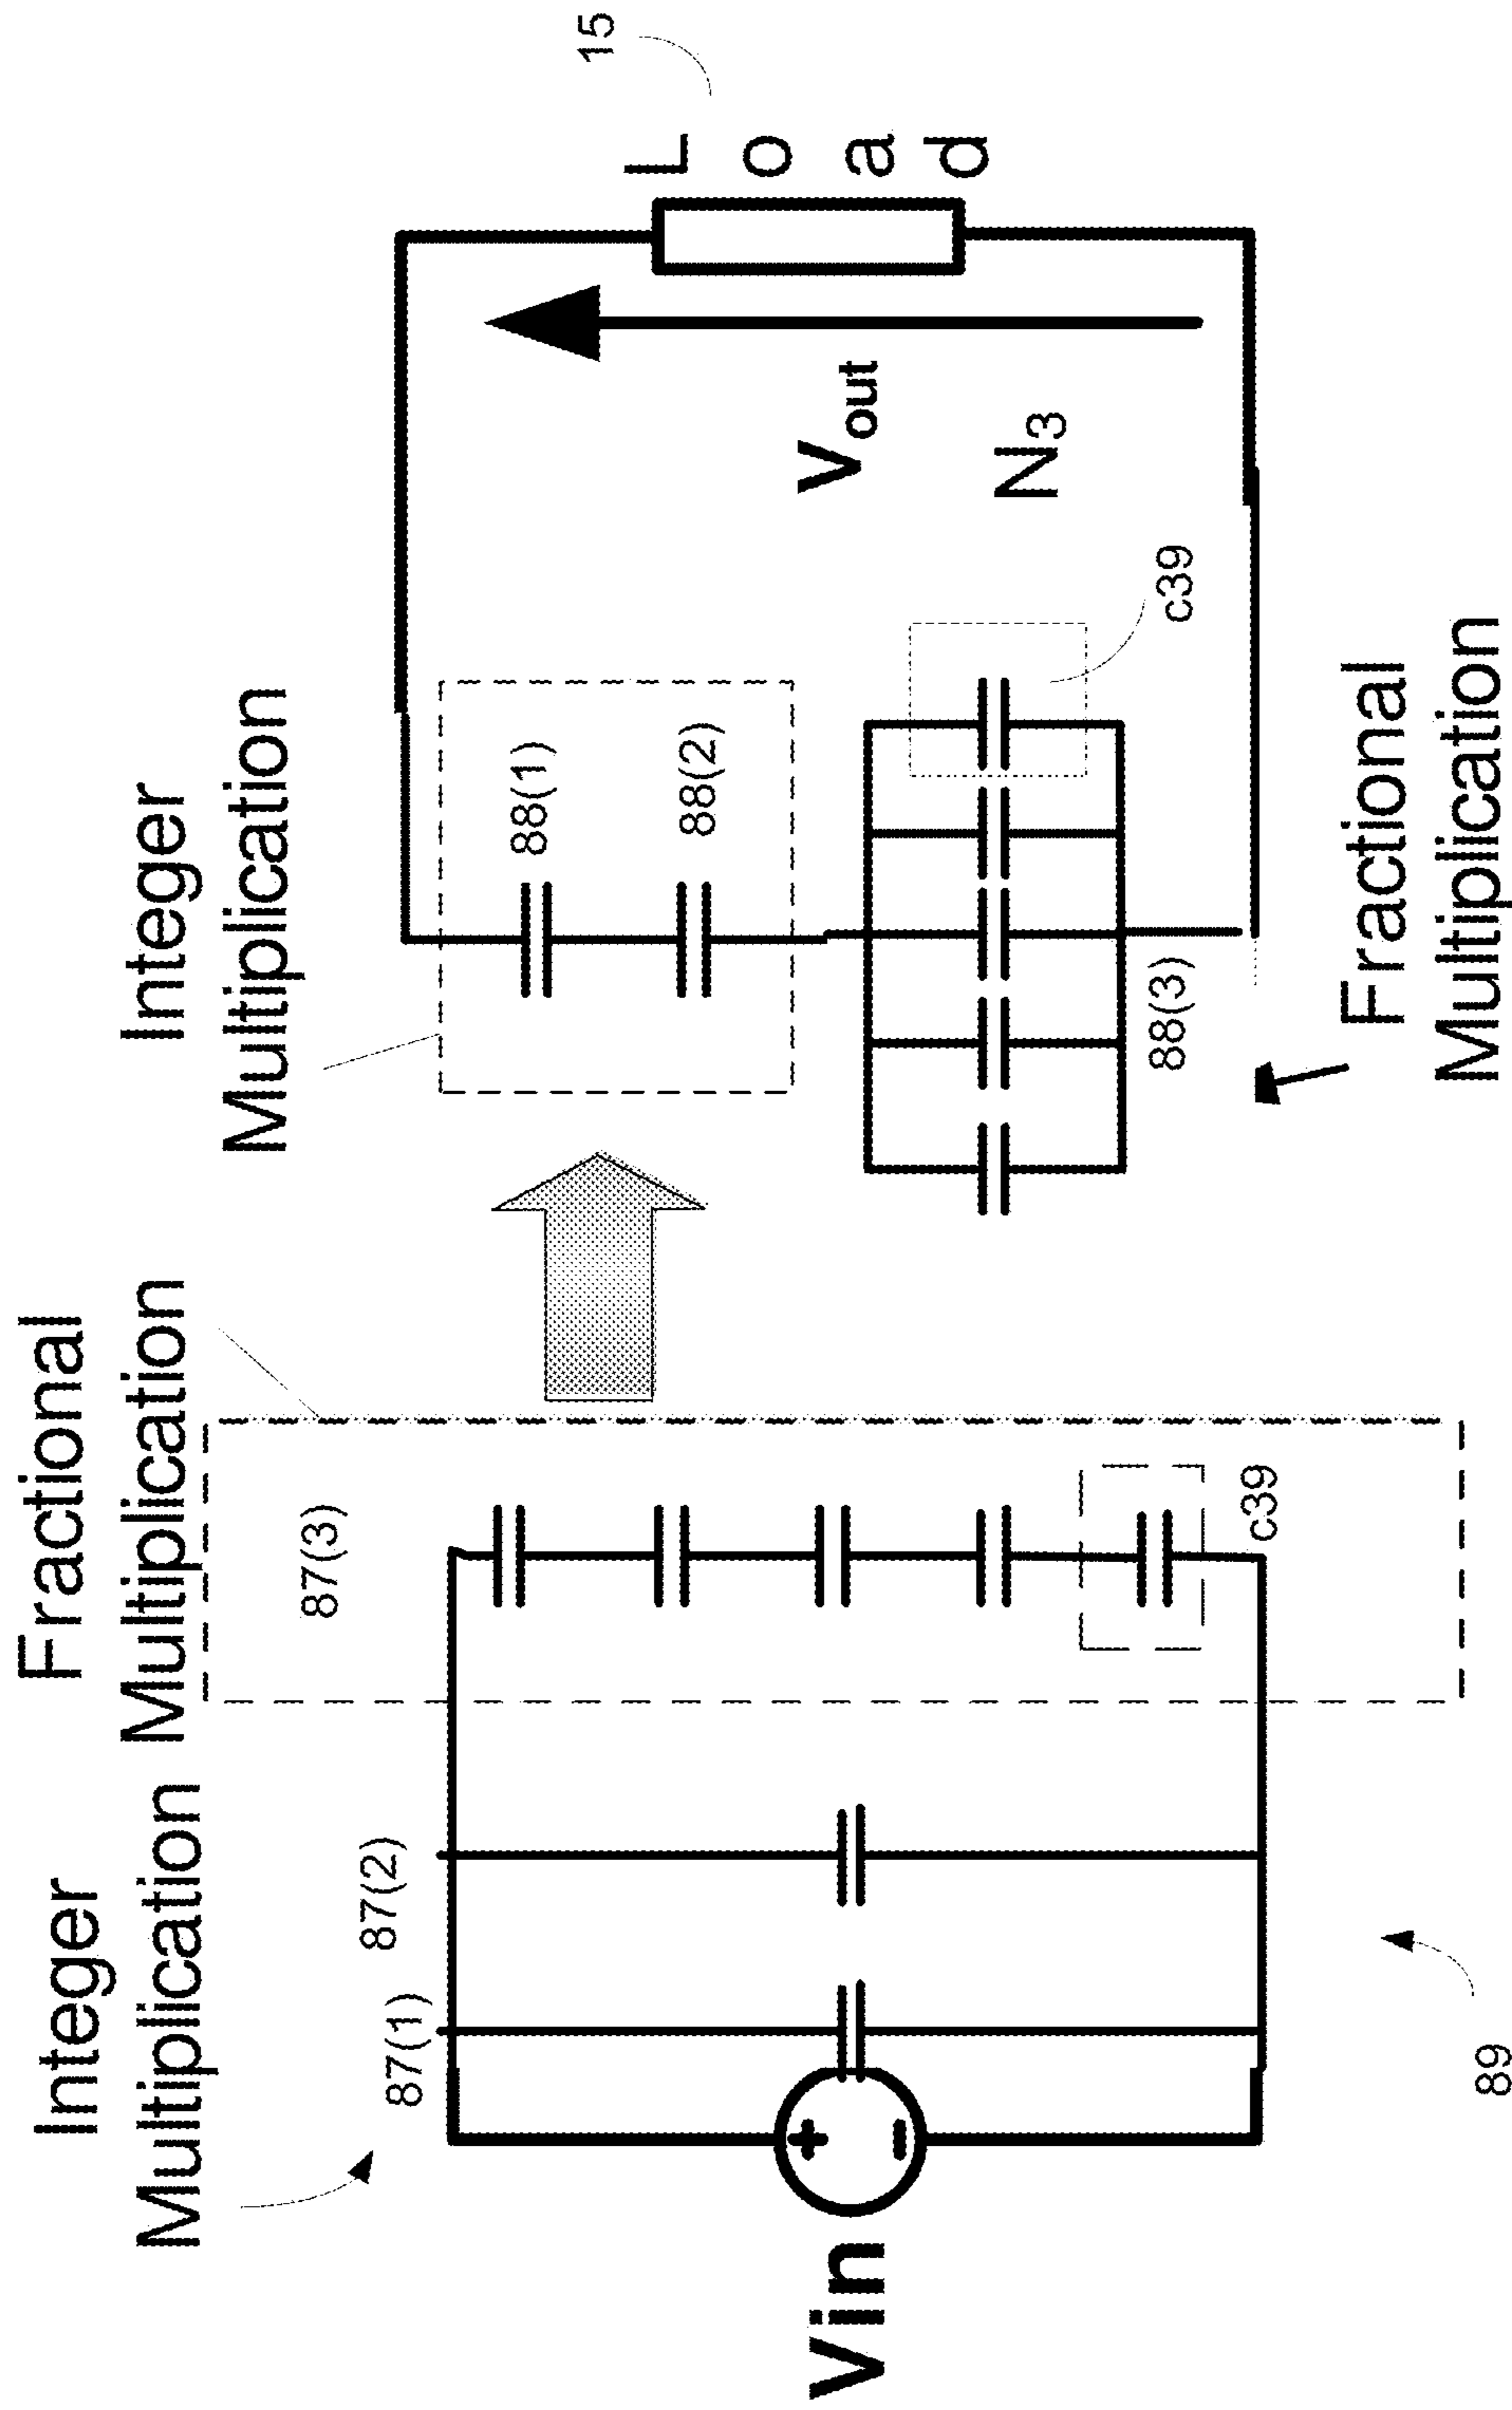 Integer
Multiplication
Fractional
Multiplication
Integer
Multiplication
87(1)
87(2)
87(3)
c39
Vin
+
-
89
88(1)
88(2)
88(3)
c39
Vout
N3
Load
15
Fractional
Multiplication